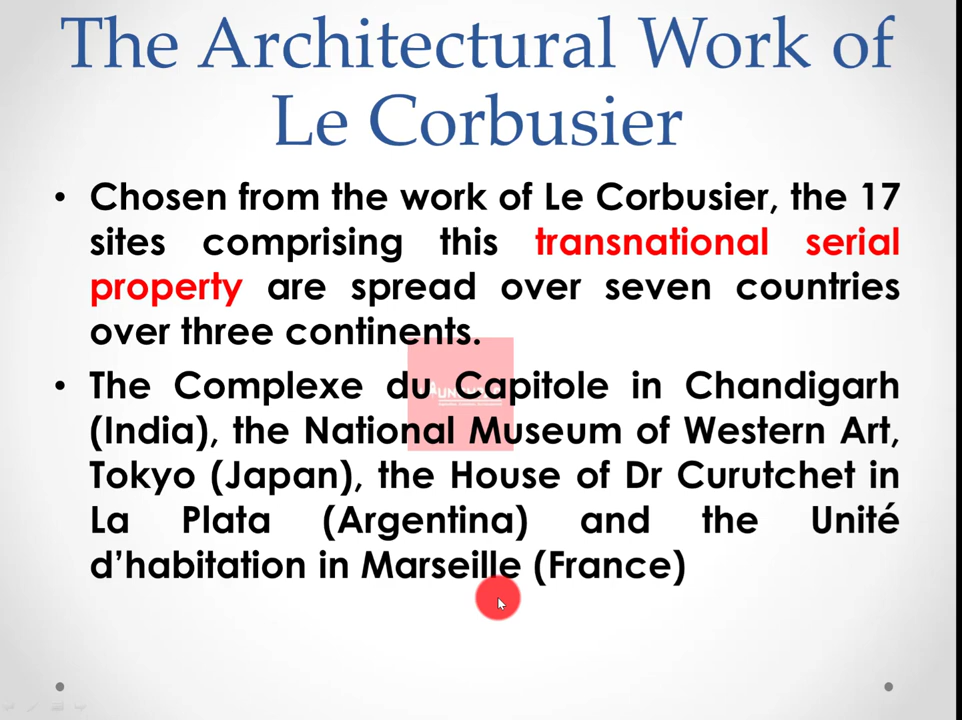 The Architectural Work of
Le Corbusier
• Chosen from the work of Le Corbusier, the 17
sites comprising this transnational serial
property are spread over seven countries
over three continents.
• The Complexe du Capitole in Chandigarh
(India), the National Museum of Western Art,
Tokyo (Japan), the House of Dr Curutchet in
La Plata (Argentina) and the Unité
d’habitation in Marseille (France)